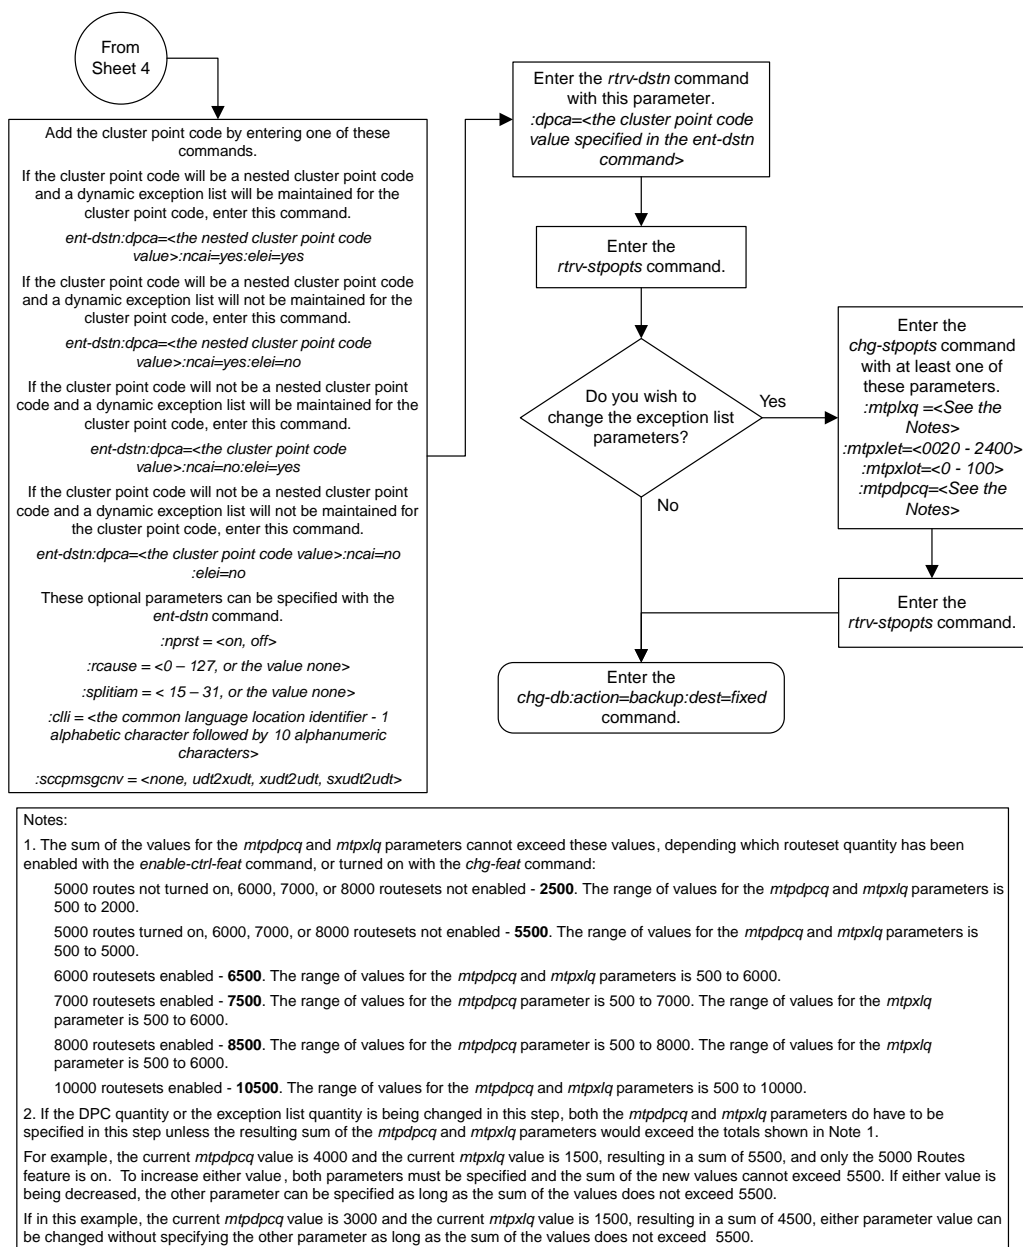 From
Sheet 4
Add the cluster point code by entering one of these
commands.
If the cluster point code will be a nested cluster point code
and a dynamic exception list will be maintained for the
cluster point code, enter this command.
ent-dstn:dpca=<the nested cluster point code
value>:ncai=yes:elei=yes
If the cluster point code will be a nested cluster point code
and a dynamic exception list will not be maintained for the
cluster point code, enter this command.
ent-dstn:dpca=<the nested cluster point code
value>:ncai=yes:elei=no
If the cluster point code will not be a nested cluster point
code and a dynamic exception list will be maintained for the
cluster point code, enter this command.
ent-dstn:dpca=<the cluster point code
value>:ncai=no:elei=yes
If the cluster point code will not be a nested cluster point
code and a dynamic exception list will not be maintained for
the cluster point code, enter this command.
ent-dstn:dpca=<the cluster point code value>:ncai=no
:elei=no
These optional parameters can be specified with the
ent-dstn command.
:nprst = <on, off>
:rcause = <0 – 127, or the value none>
:splitiam = < 15 – 31, or the value none>
:clli = <the common language location identifier - 1
alphabetic character followed by 10 alphanumeric
characters>
:sccpmsgcnv = <none, udt2xudt, xudt2udt, sxudt2udt>
Enter the rtrv-dstn command
with this parameter.
:dpca=<the cluster point code
value specified in the ent-dstn
command>
Enter the
rtrv-stpopts command.
Do you wish to
change the exception list
parameters?
Yes
No
Enter the
chg-stpopts command
with at least one of
these parameters.
:mtplxq =<See the
Notes>
:mtpxlet=<0020 - 2400>
:mtpxlot=<0 - 100>
:mtpdpcq=<See the
Notes>
Enter the
rtrv-stpopts command.
Enter the
chg-db:action=backup:dest=fixed
command.
Notes:
1. The sum of the values for the mtpdpcq and mtpxlq parameters cannot exceed these values, depending which routeset quantity has been
enabled with the enable-ctrl-feat command, or turned on with the chg-feat command:
5000 routes not turned on, 6000, 7000, or 8000 routesets not enabled - 2500. The range of values for the mtpdpcq and mtpxlq parameters is
500 to 2000.
5000 routes turned on, 6000, 7000, or 8000 routesets not enabled - 5500. The range of values for the mtpdpcq and mtpxlq parameters is
500 to 5000.
6000 routesets enabled - 6500. The range of values for the mtpdpcq and mtpxlq parameters is 500 to 6000.
7000 routesets enabled - 7500. The range of values for the mtpdpcq parameter is 500 to 7000. The range of values for the mtpxlq
parameter is 500 to 6000.
8000 routesets enabled - 8500. The range of values for the mtpdpcq parameter is 500 to 8000. The range of values for the mtpxlq
parameter is 500 to 6000.
10000 routesets enabled - 10500. The range of values for the mtpdpcq and mtpxlq parameters is 500 to 10000.
2. If the DPC quantity or the exception list quantity is being changed in this step, both the mtpdpcq and mtpxlq parameters do have to be
specified in this step unless the resulting sum of the mtpdpcq and mtpxlq parameters would exceed the totals shown in Note 1.
For example, the current mtpdpcq value is 4000 and the current mtpxlq value is 1500, resulting in a sum of 5500, and only the 5000 Routes
feature is on. To increase either value, both parameters must be specified and the sum of the new values cannot exceed 5500. If either value is
being decreased, the other parameter can be specified as long as the sum of the values does not exceed 5500.
If in this example, the current mtpdpcq value is 3000 and the current mtpxlq value is 1500, resulting in a sum of 4500, either parameter value can
be changed without specifying the other parameter as long as the sum of the values does not exceed 5500.